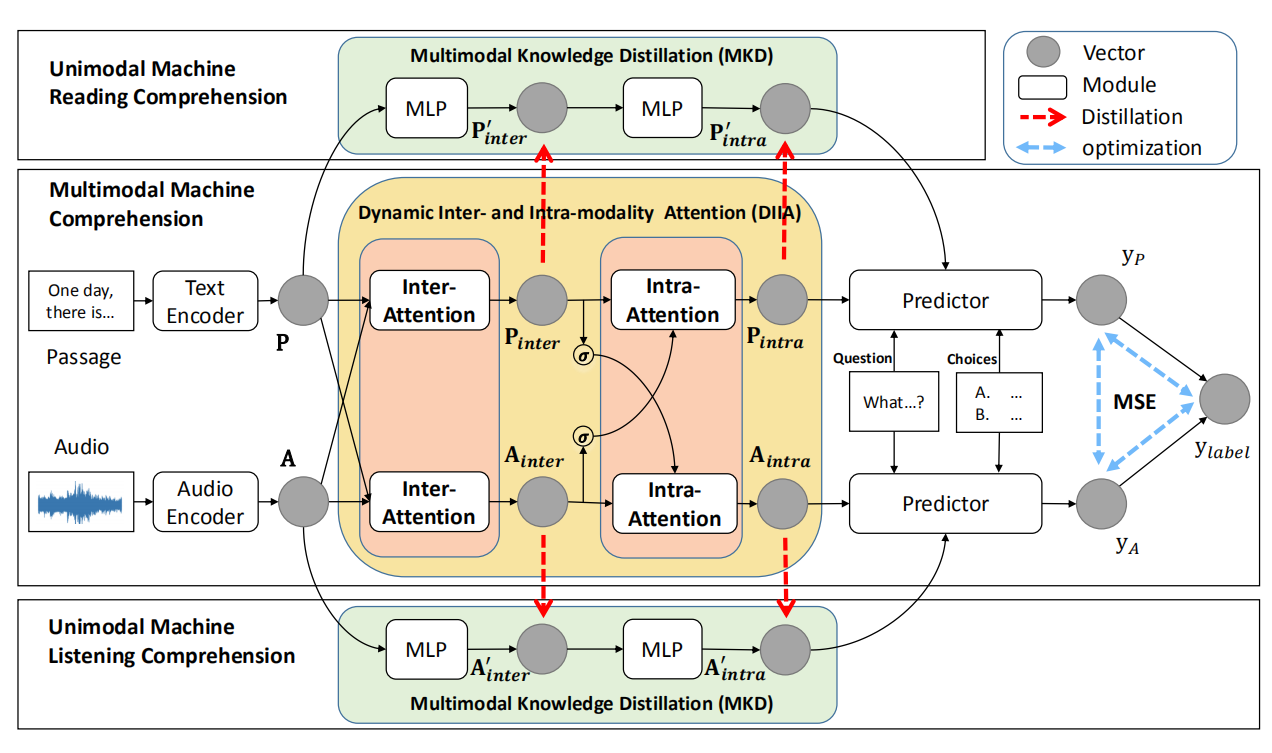 Unimodal Machine
Reading Comprehension
Multimodal Knowledge Distillation (MKD)
MLP
P′inter
MLP
P′intra
Vector
Module
Distillation
optimization
Multimodal Machine
Comprehension
Dynamic Inter- and Intra-modality Attention (DIIA)
One day,
there is...
Passage
Text
Encoder
P
Inter-
Attention
Pinter
σ
Intra-
Attention
Pintra
Predictor
Question
What...?
Choices
A. ...
B. ...
yP
MSE
ylabel
Audio
Audio
Encoder
A
Inter-
Attention
Ainter
σ
Intra-
Attention
Aintra
Predictor
yA
Unimodal Machine
Listening Comprehension
MLP
A′inter
MLP
A′intra
Multimodal Knowledge Distillation (MKD)